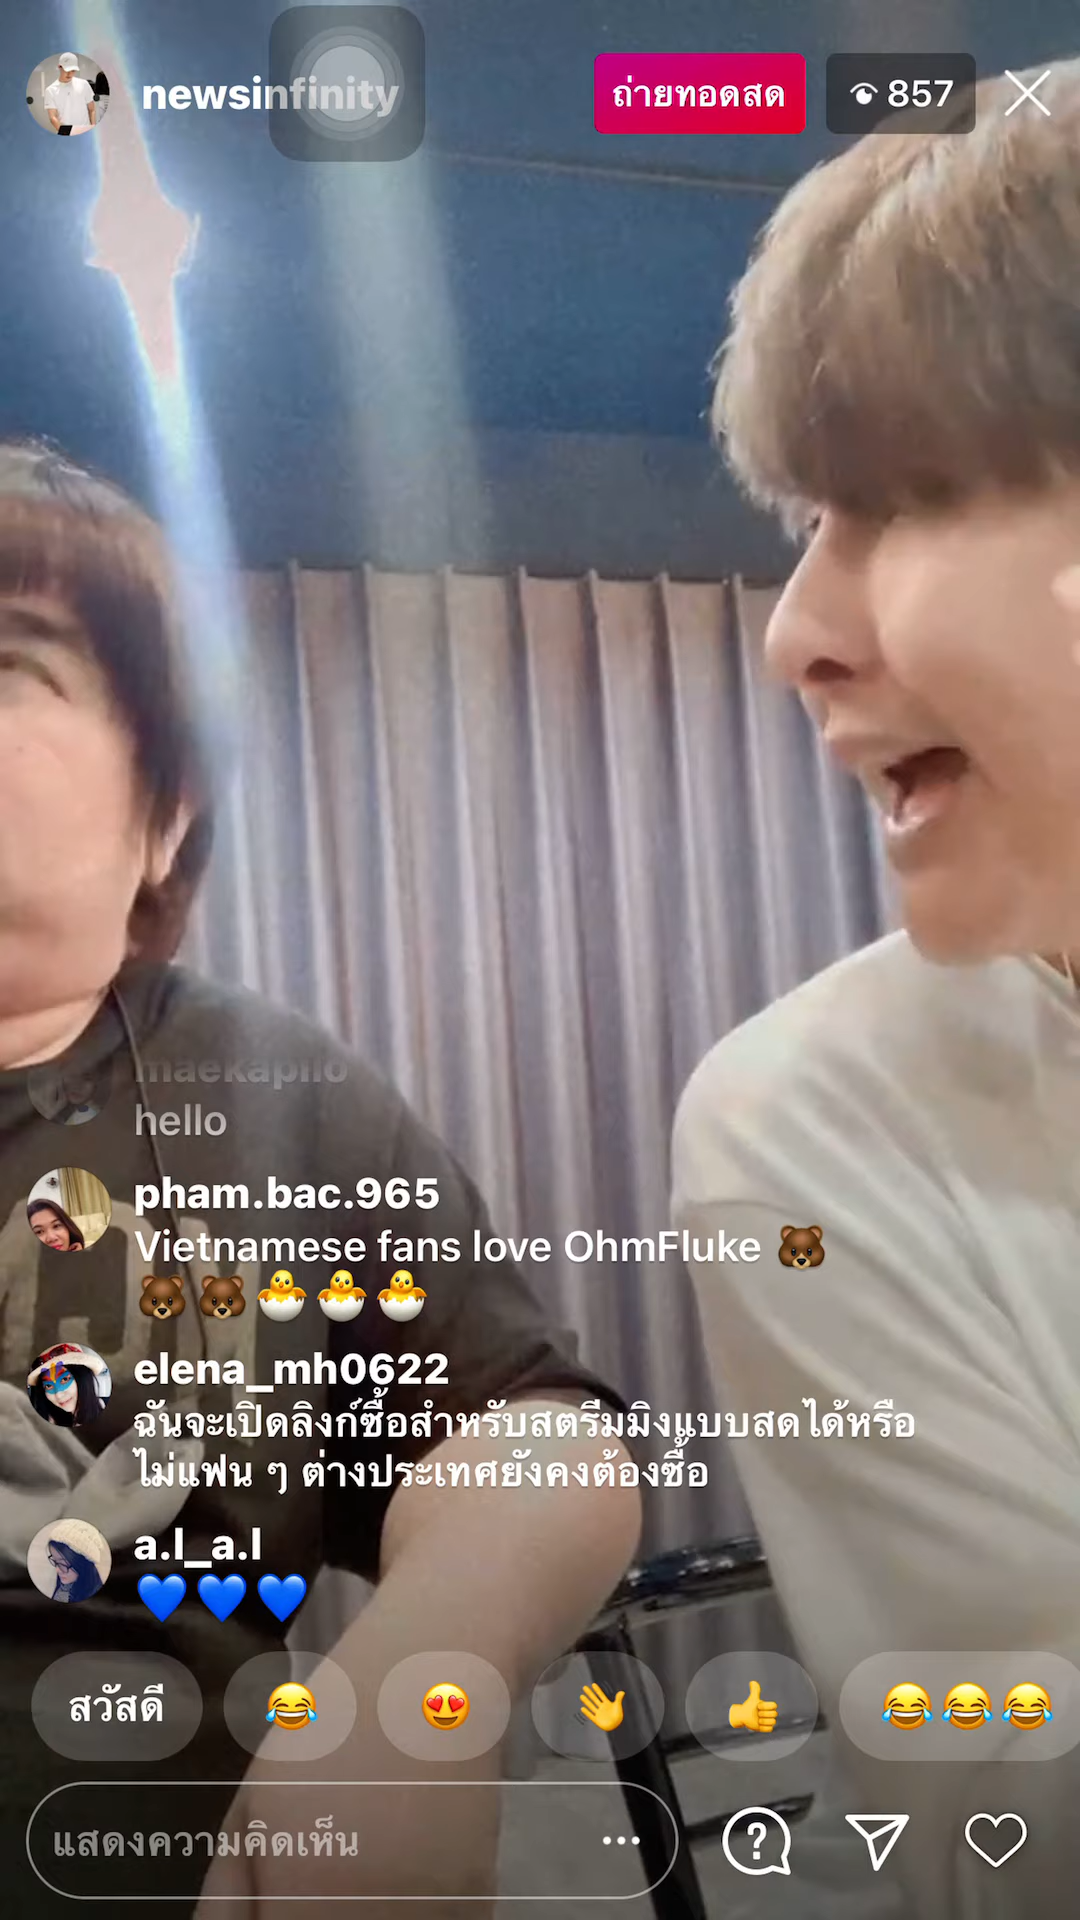 newsinfinity
ถ่ายทอดสด
857
maekapilo
hello
pham.bac.965
Vietnamese fans love OhmFluke 🐻
🐻🐻🐣🐣🐣
elena_mh0622
ฉันจะเปิดลิงก์ซื้อสำหรับสตรีมมิงแบบสดได้หรือ
ไม่แฟน ๆ ต่างประเทศยังคงต้องซื้อ
a.l_a.l
💙💙💙
สวัสดี 😂 😍 👋 👍 😂😂😂
แสดงความคิดเห็น